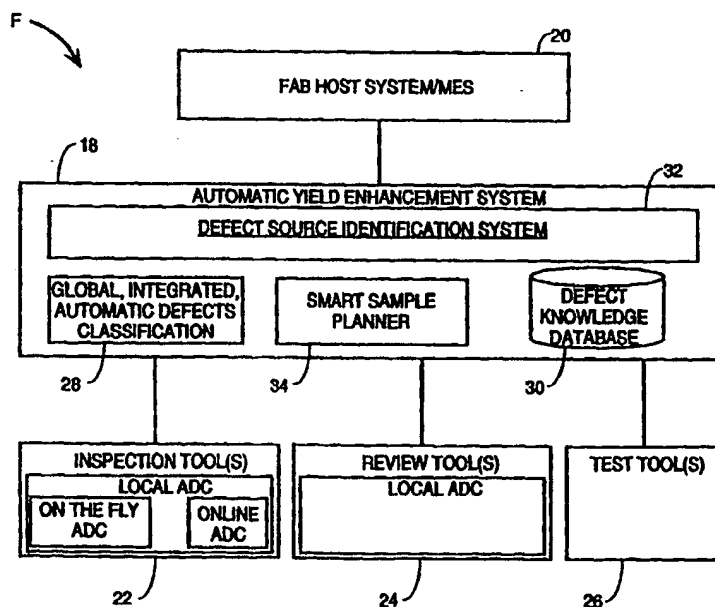 F
20
FAB HOST SYSTEM/MES
18
32
AUTOMATIC YIELD ENHANCEMENT SYSTEM
DEFECT SOURCE IDENTIFICATION SYSTEM
GLOBAL, INTEGRATED,
AUTOMATIC DEFECTS
CLASSIFICATION
SMART SAMPLE
PLANNER
DEFECT
KNOWLEDGE
DATABASE
28
34
30
INSPECTION TOOL(S)
LOCAL ADC
ON THE FLY
ADC
ONLINE
ADC
REVIEW TOOL(S)
LOCAL ADC
TEST TOOL(S)
22
24
26